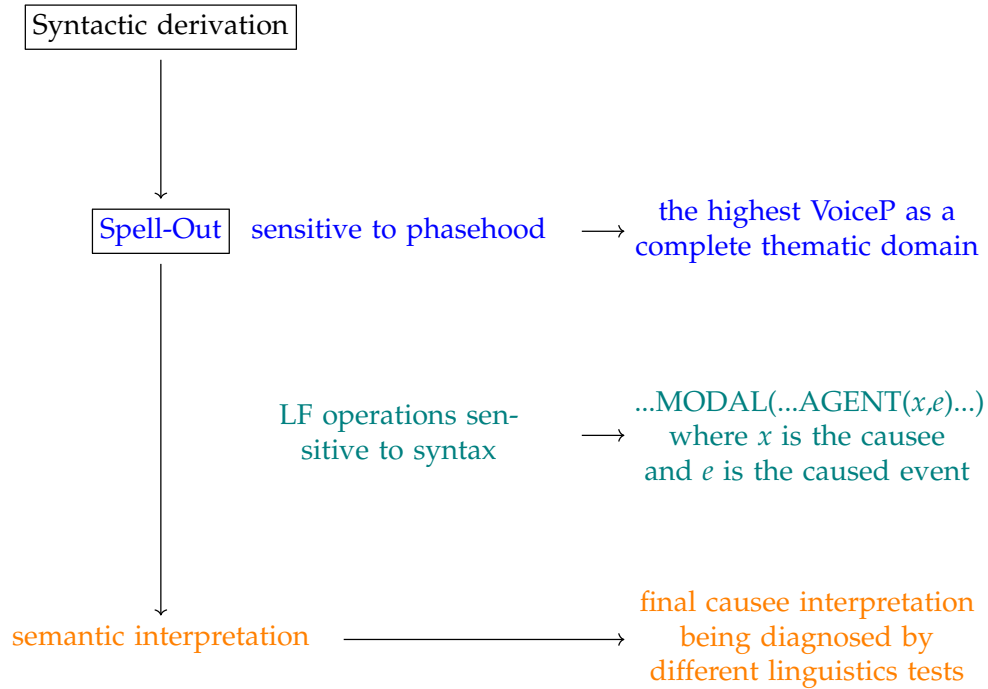 Syntactic derivation
Spell-Out sensitive to phasehood
the highest VoiceP as a
complete thematic domain
LF operations sen-
sitive to syntax
...MODAL(...AGENT(x,e)...)
where x is the causee
and e is the caused event
semantic interpretation
final causee interpretation
being diagnosed by
different linguistics tests